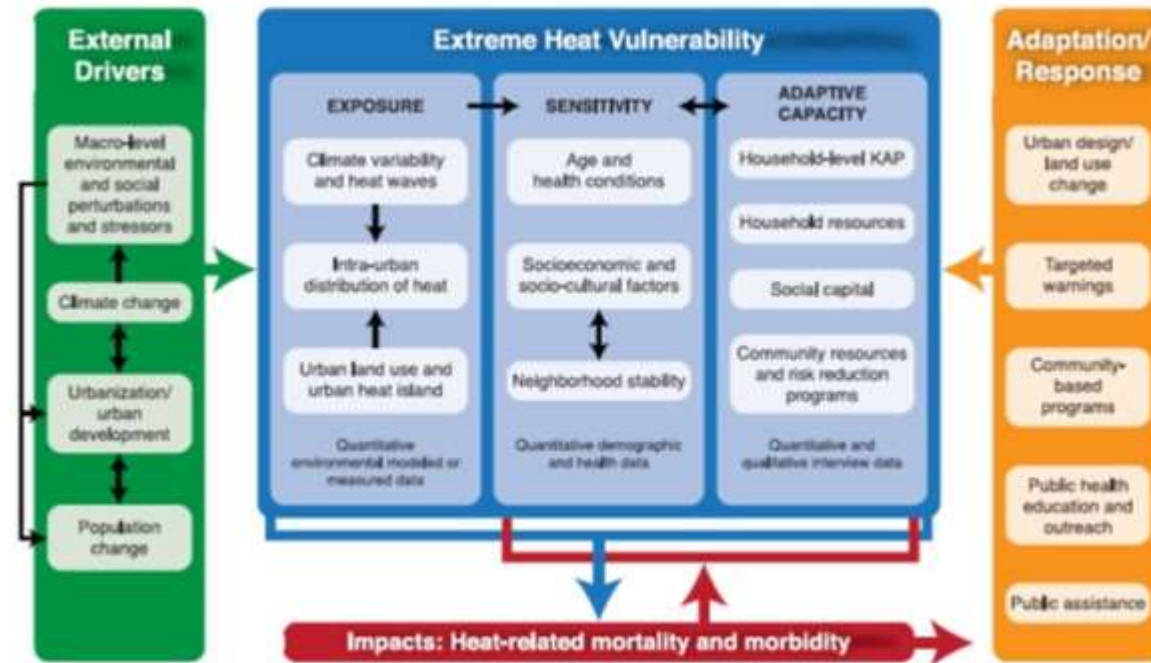 External
Drivers
Macro-level
environmental
and social
perturbations
and stressors
Climate change
Urbanization/
urban
development
Population
change
Extreme Heat Vulnerability
EXPOSURE
Climate variability
and heat waves
Intra-urban
distribution of heat
Urban land use and
urban heat island
Quantitative
environmental modeled or
measured data
SENSITIVITY
Age and
health conditions
Socioeconomic and
socio-cultural factors
Neighborhood stability
Quantitative demographic
and health data
ADAPTIVE
CAPACITY
Household-level KAP
Household resources
Social capital
Community resources
and risk reduction
programs
Quantitative and
qualitative interview data
Adaptation/
Response
Urban design/
land use
change
Targeted
warnings
Community-
based
programs
Public health
education and
outreach
Public assistance
Impacts: Heat-related mortality and morbidity